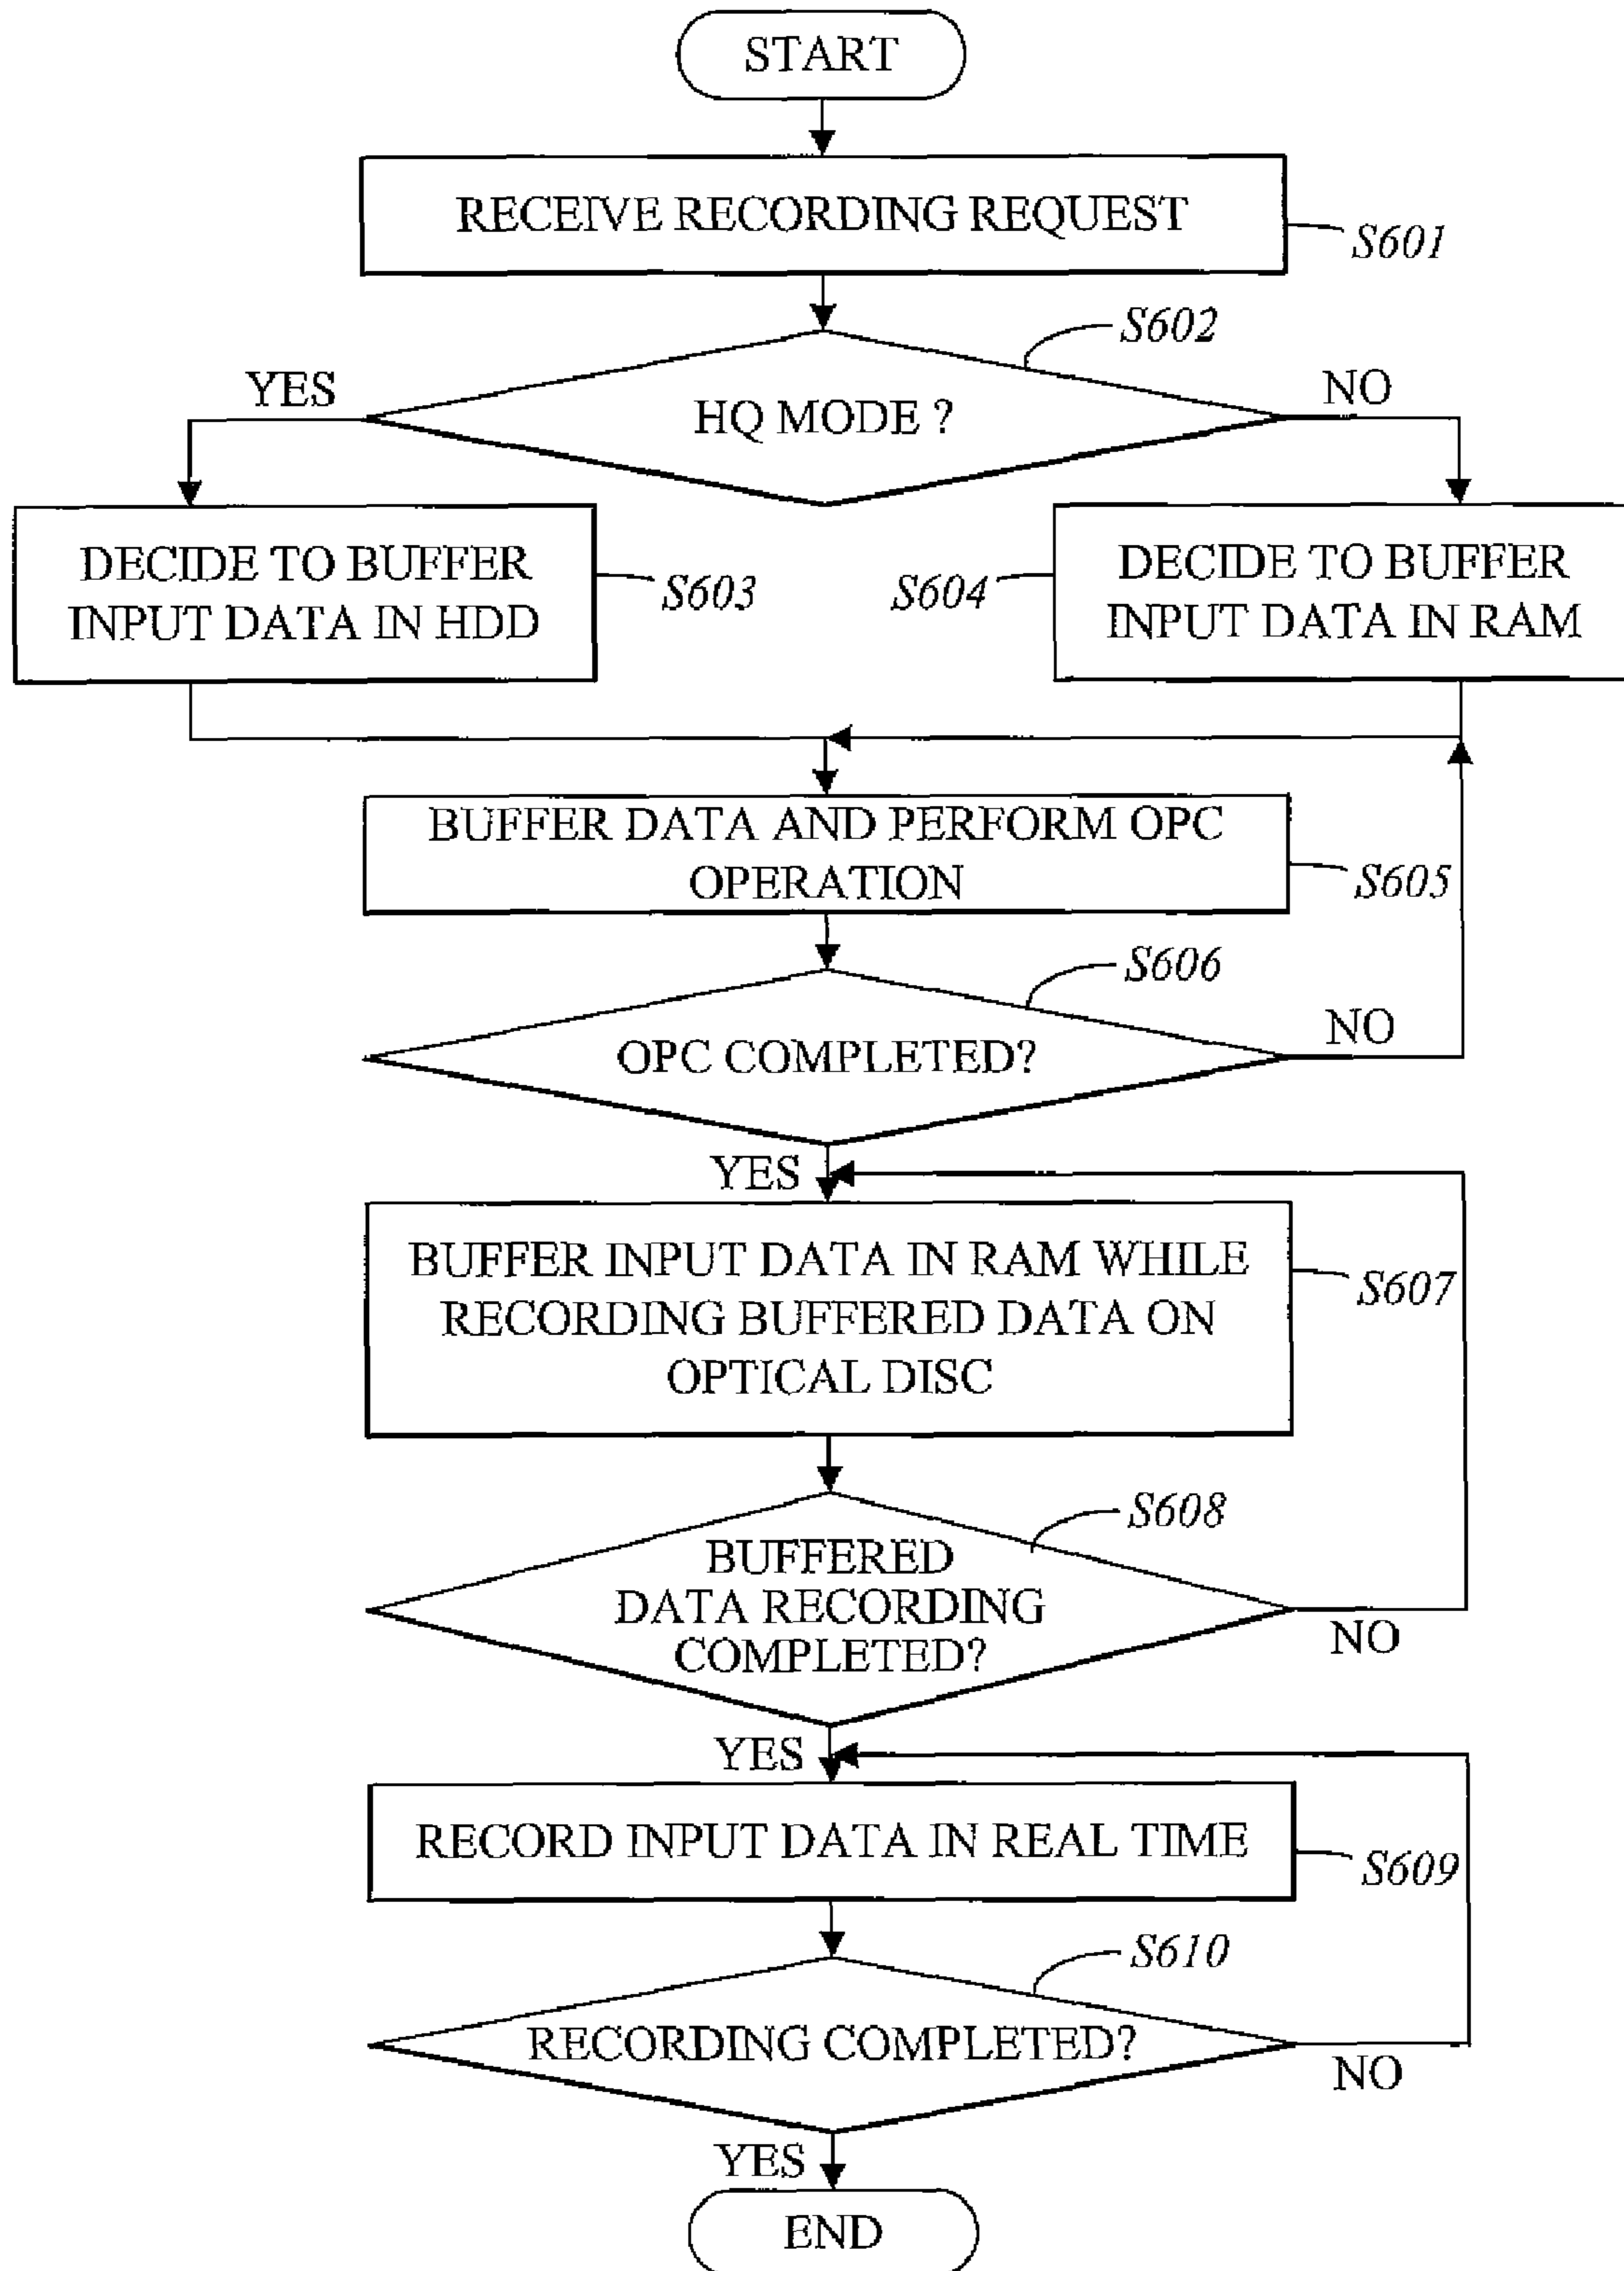 START
RECEIVE RECORDING REQUEST
S601
S602
YES
NO
HQ MODE ?
DECIDE TO BUFFER
INPUT DATA IN HDD
S603
S604
DECIDE TO BUFFER
INPUT DATA IN RAM
BUFFER DATA AND PERFORM OPC
OPERATION
S605
S606
OPC COMPLETED?
NO
YES
BUFFER INPUT DATA IN RAM WHILE
RECORDING BUFFERED DATA ON
OPTICAL DISC
S607
S608
BUFFERED
DATA RECORDING
COMPLETED?
NO
YES
RECORD INPUT DATA IN REAL TIME
S609
S610
RECORDING COMPLETED?
NO
YES
END